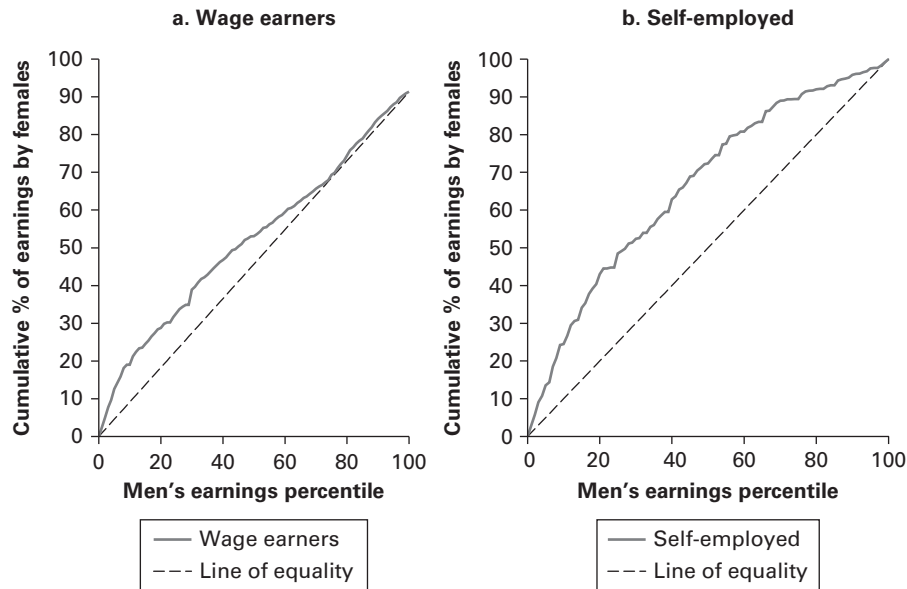 a. Wage earners
Cumulative % of earnings by females
100
90
80
70
60
50
40
30
20
10
0
0 20 40 60 80 100
Men's earnings percentile
Wage earners
Line of equality
b. Self-employed
Cumulative % of earnings by females
100
90
80
70
60
50
40
30
20
10
0
0 20 40 60 80 100
Men's earnings percentile
Self-employed
Line of equality